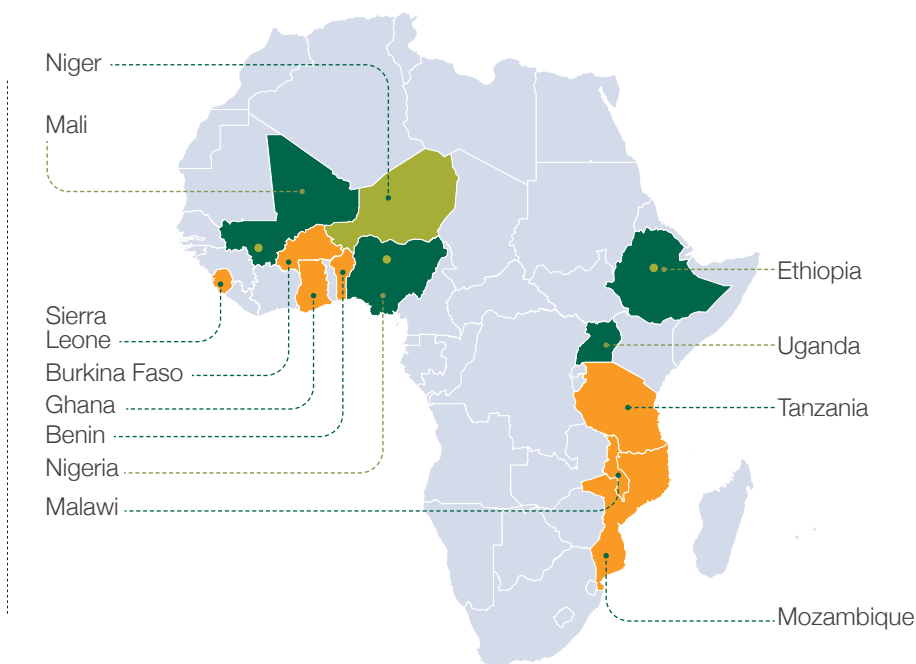 Niger
Mali
Sierra
Leone
Burkina Faso
Ghana
Benin
Nigeria
Malawi
Ethiopia
Uganda
Tanzania
Mozambique